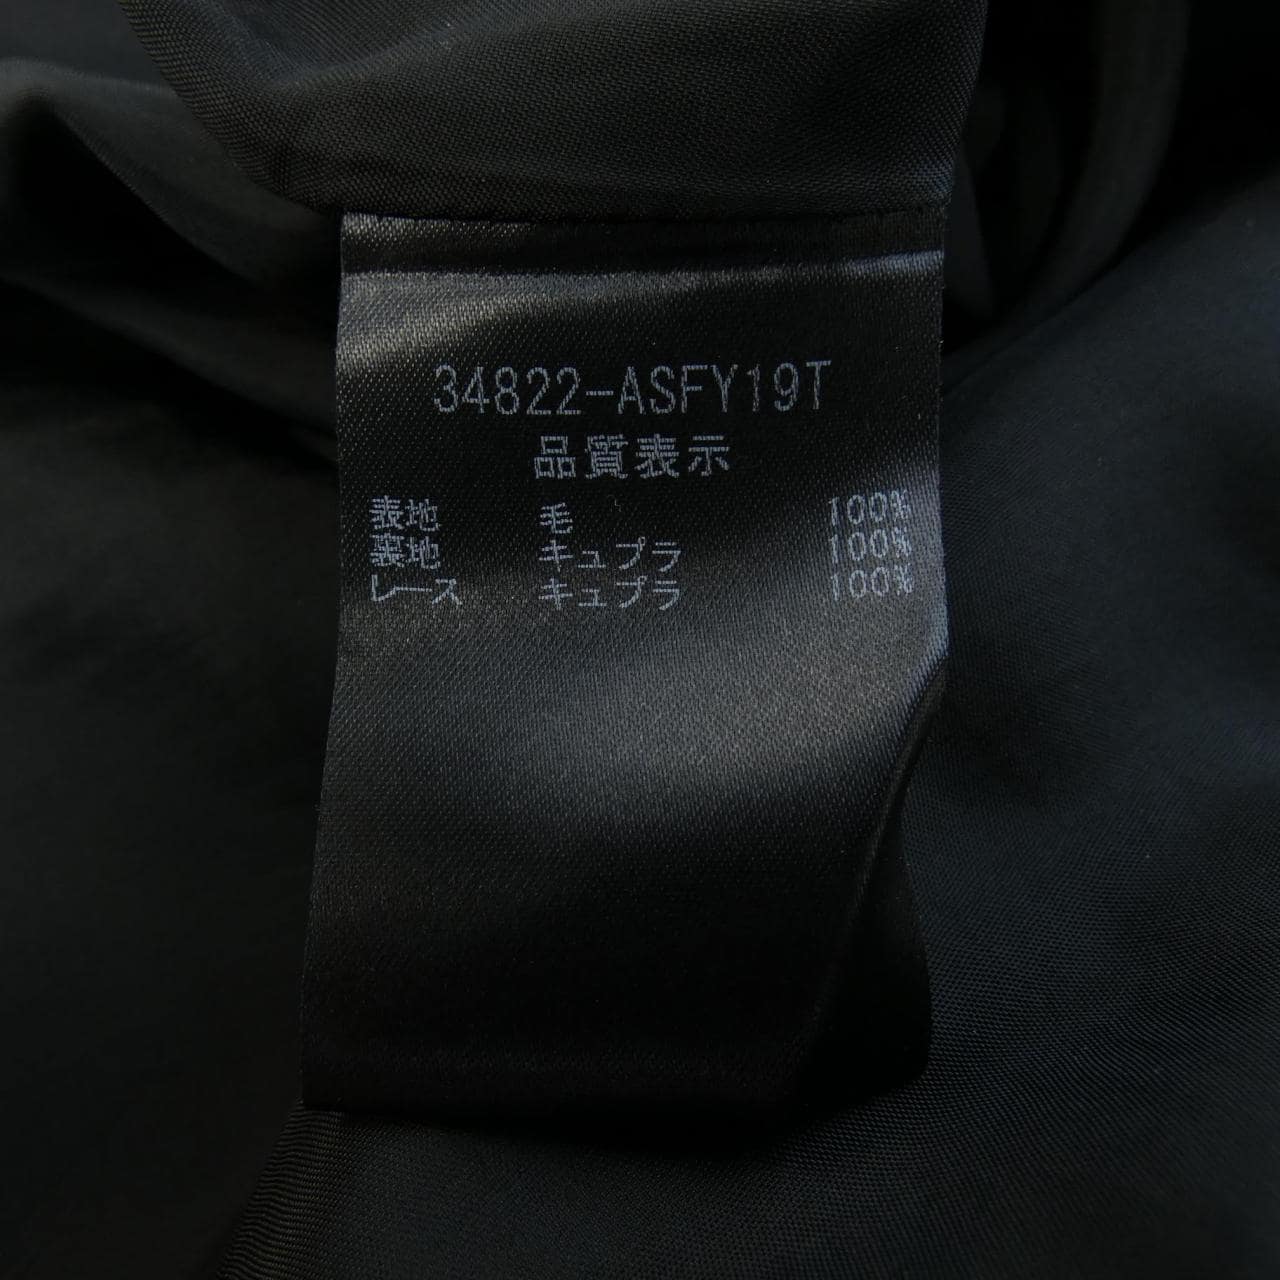 34822-ASFY19T
品質表示
表地 毛 100%
裏地 キュプラ 100%
レース キュプラ 100%